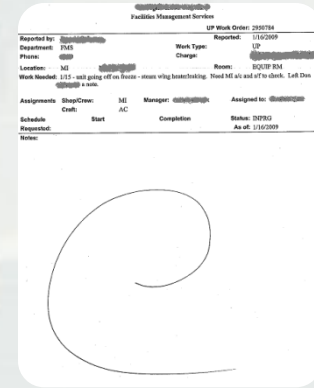 Facilities Management Services
UP Work Order: 2950784
Reported by: Reported: 1/16/2009
Department: FMS Work Type: UP
Phone: Charge:
Location: MI Room: EQUIP RM
Work Needed: 1/15 - unit going off on freeze - steam wing heater/looking. Need MI a/c and s/f to check. Left Don
a note.
Assignments Shop/Crew: MI Manager: Assigned to:
Craft: AC
Schedule Start Completion Status: INPRG
Requested: As of: 1/16/2009
Notes: